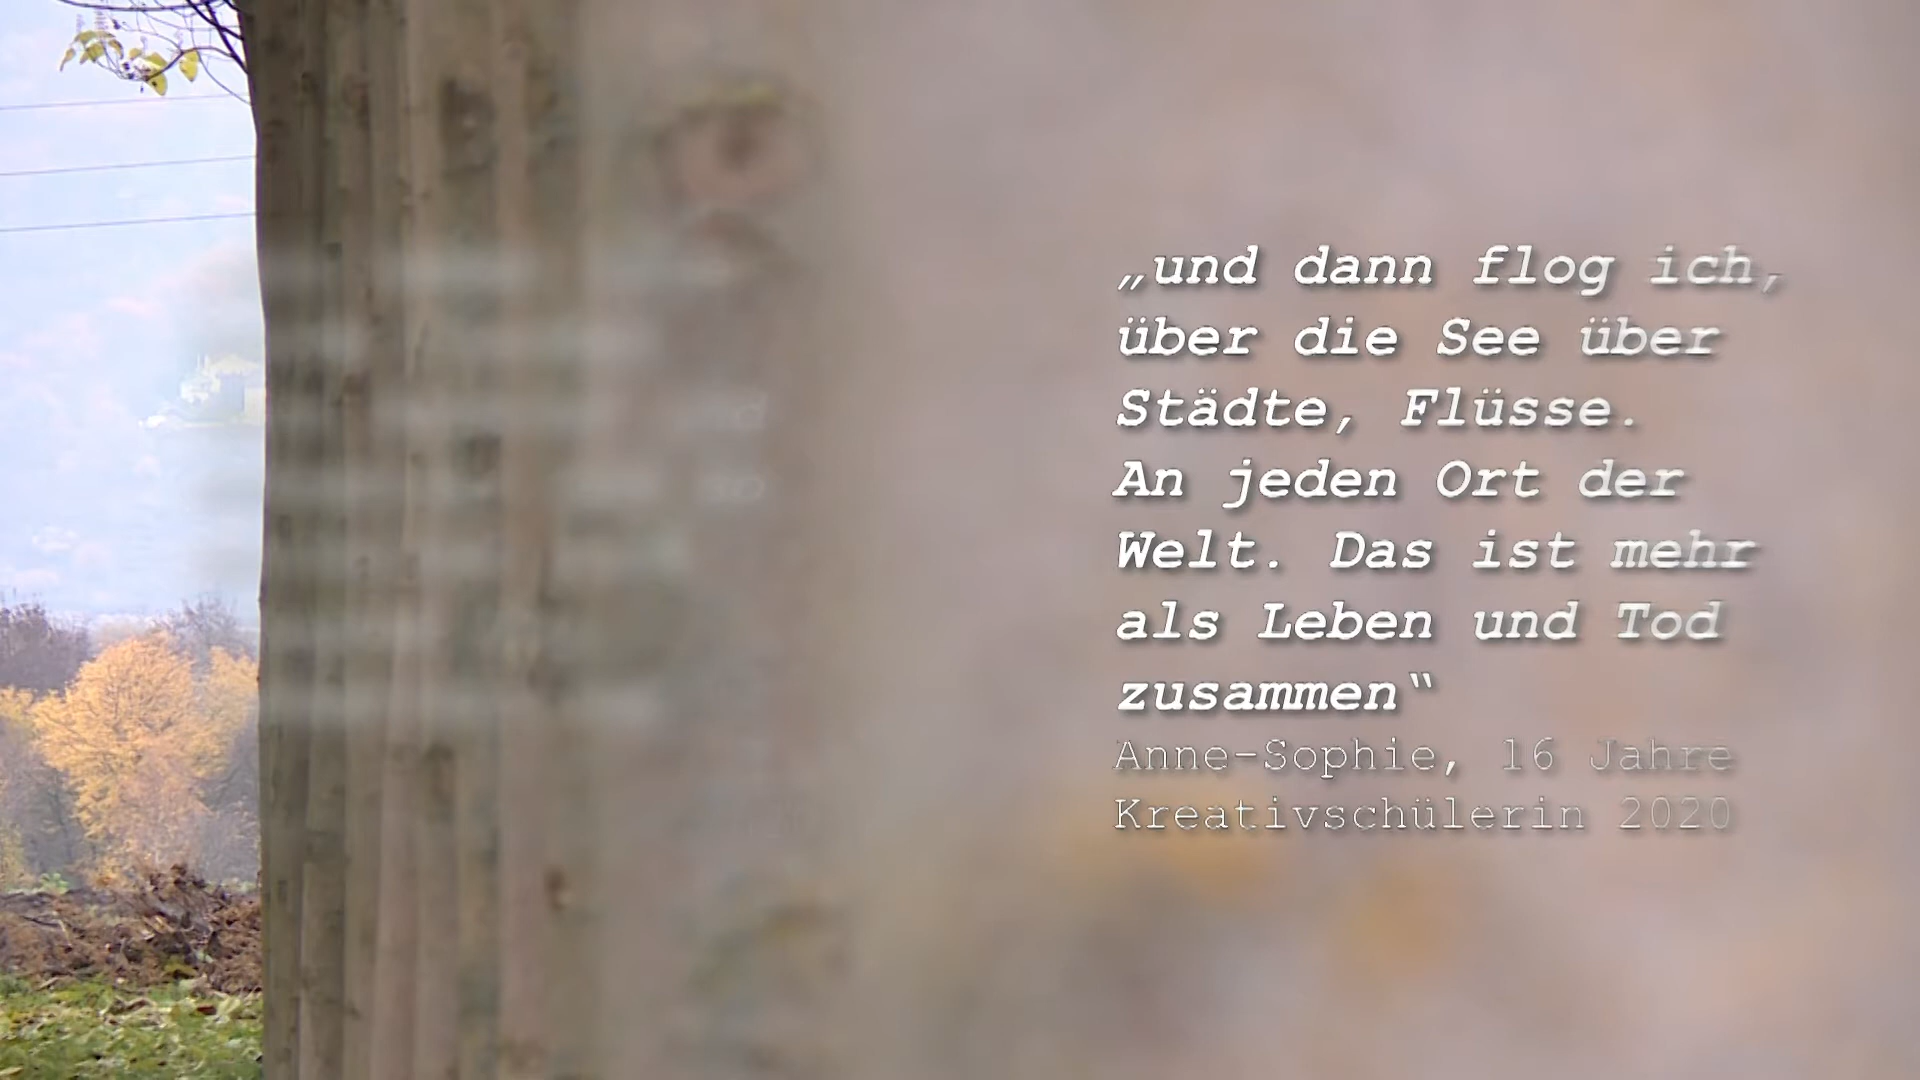 „und dann flog ich,
über die See über
Städte, Flüsse.
An jeden Ort der
Welt. Das ist mehr
als Leben und Tod
zusammen“
Anne-Sophie, 16 Jahre
Kreativschülerin 2020